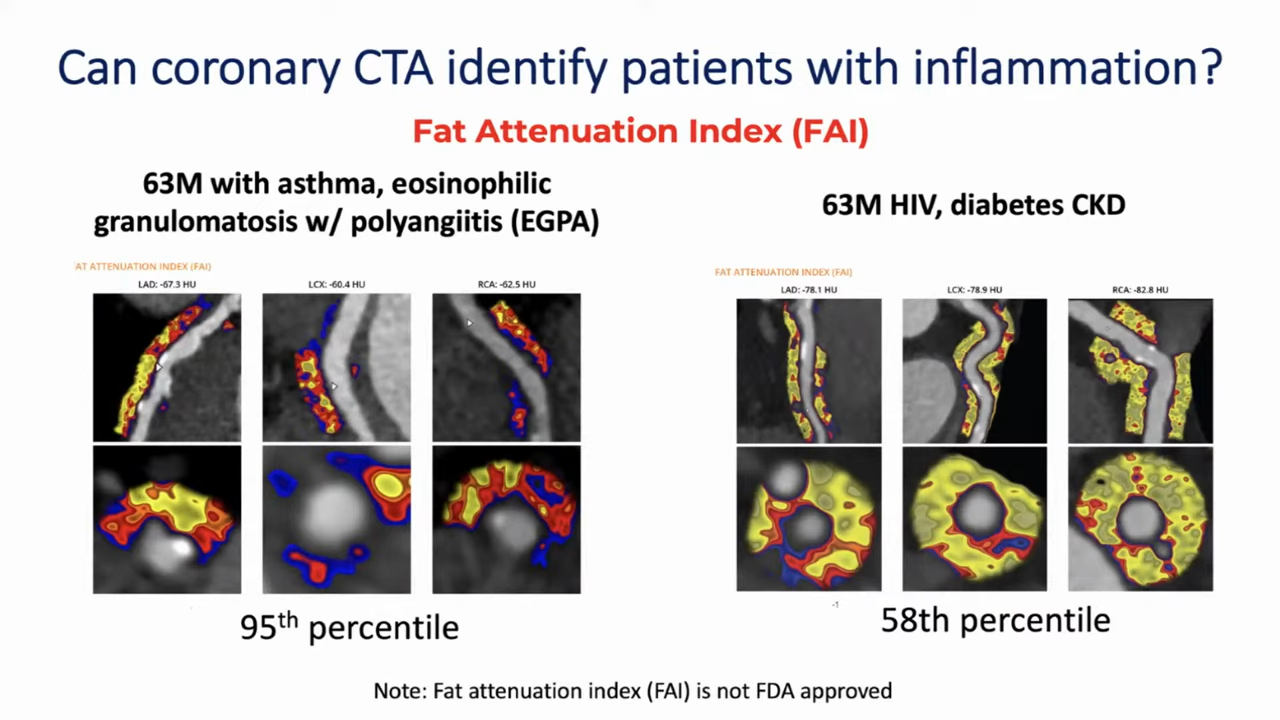 Can coronary CTA identify patients with inflammation?
Fat Attenuation Index (FAI)
63M with asthma, eosinophilic
granulomatosis w/ polyangiitis (EGPA)
AT ATTENUATION INDEX (FAI)
LAD: -67.3 HU
LCX: -60.4 HU
RCA: -62.5 HU
95th percentile
63M HIV, diabetes CKD
FAT ATTENUATION INDEX (FAI)
LAD: -78.1 HU
LCX: -78.9 HU
RCA: -82.8 HU
-1
58th percentile
Note: Fat attenuation index (FAI) is not FDA approved